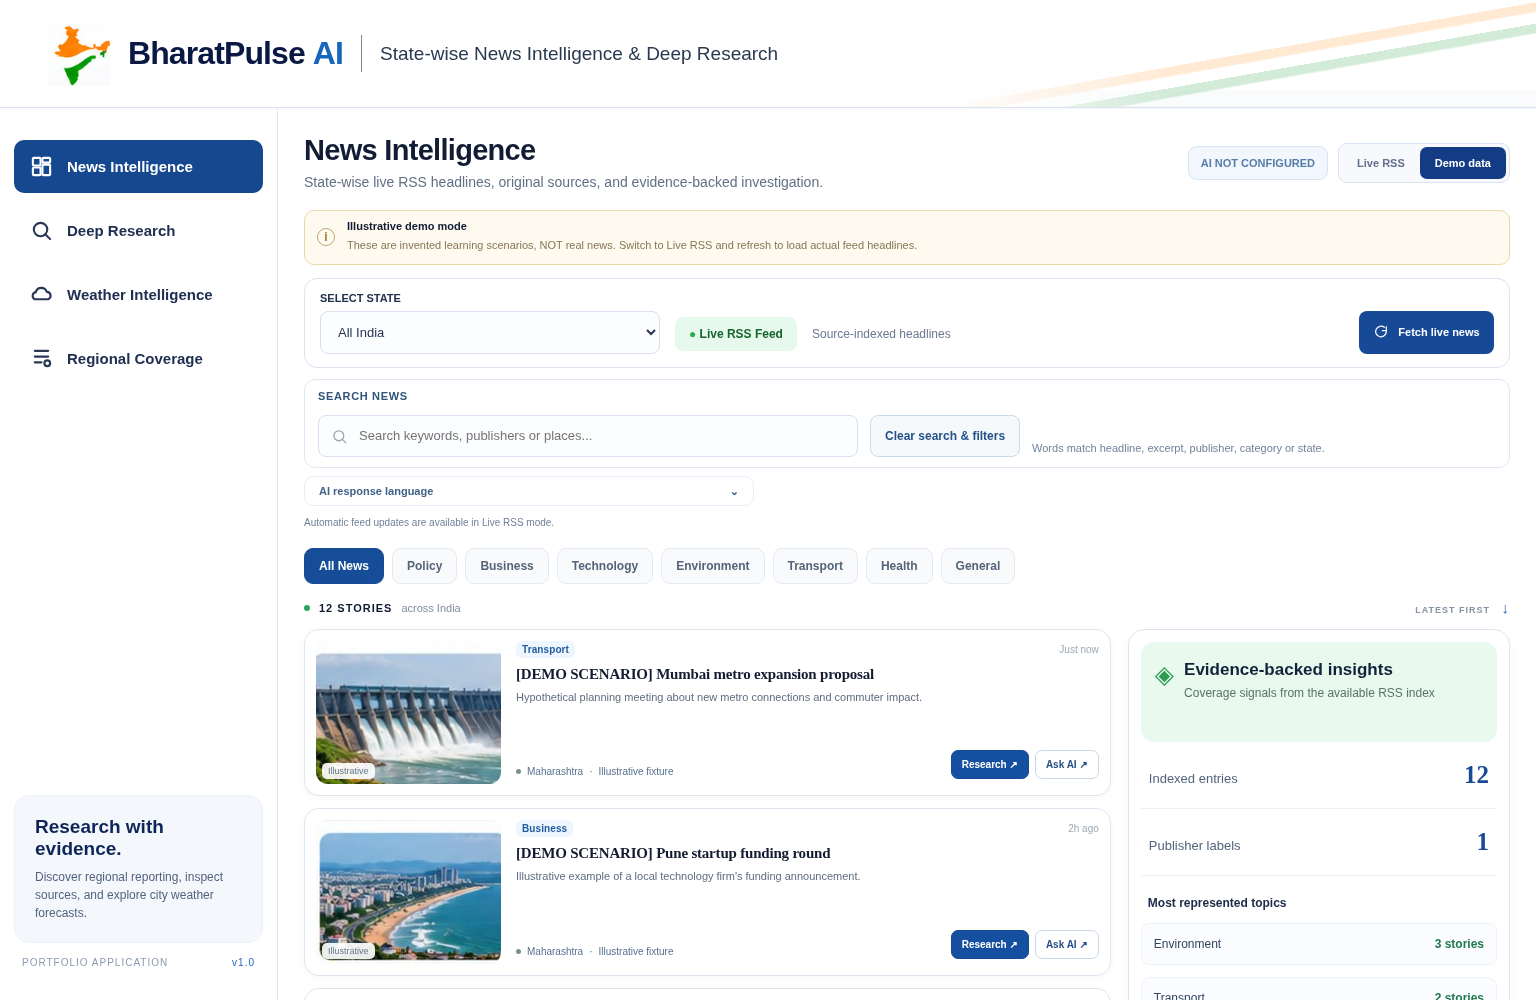 BharatPulse AI
State-wise News Intelligence & Deep Research
News Intelligence
Deep Research
Weather Intelligence
Regional Coverage
Research with
evidence.
Discover regional reporting, inspect
sources, and explore city weather
forecasts.
PORTFOLIO APPLICATION v1.0
News Intelligence
State-wise live RSS headlines, original sources, and evidence-backed investigation.
AI NOT CONFIGURED Live RSS Demo data
Illustrative demo mode
These are invented learning scenarios, NOT real news. Switch to Live RSS and refresh to load actual feed headlines.
SELECT STATE
All India
Live RSS Feed
Source-indexed headlines
Fetch live news
SEARCH NEWS
Search keywords, publishers or places...
Clear search & filters
Words match headline, excerpt, publisher, category or state.
AI response language
Automatic feed updates are available in Live RSS mode.
All News Policy Business Technology Environment Transport Health General
12 STORIES across India
LATEST FIRST ↓
Transport Just now
[DEMO SCENARIO] Mumbai metro expansion proposal
Hypothetical planning meeting about new metro connections and commuter impact.
Illustrative
Maharashtra · Illustrative fixture
Research ↗ Ask AI ↗
Business 2h ago
[DEMO SCENARIO] Pune startup funding round
Illustrative example of a local technology firm's funding announcement.
Illustrative
Maharashtra · Illustrative fixture
Research ↗ Ask AI ↗
Evidence-backed insights
Coverage signals from the available RSS index
Indexed entries 12
Publisher labels 1
Most represented topics
Environment 3 stories
Transport 2 stories